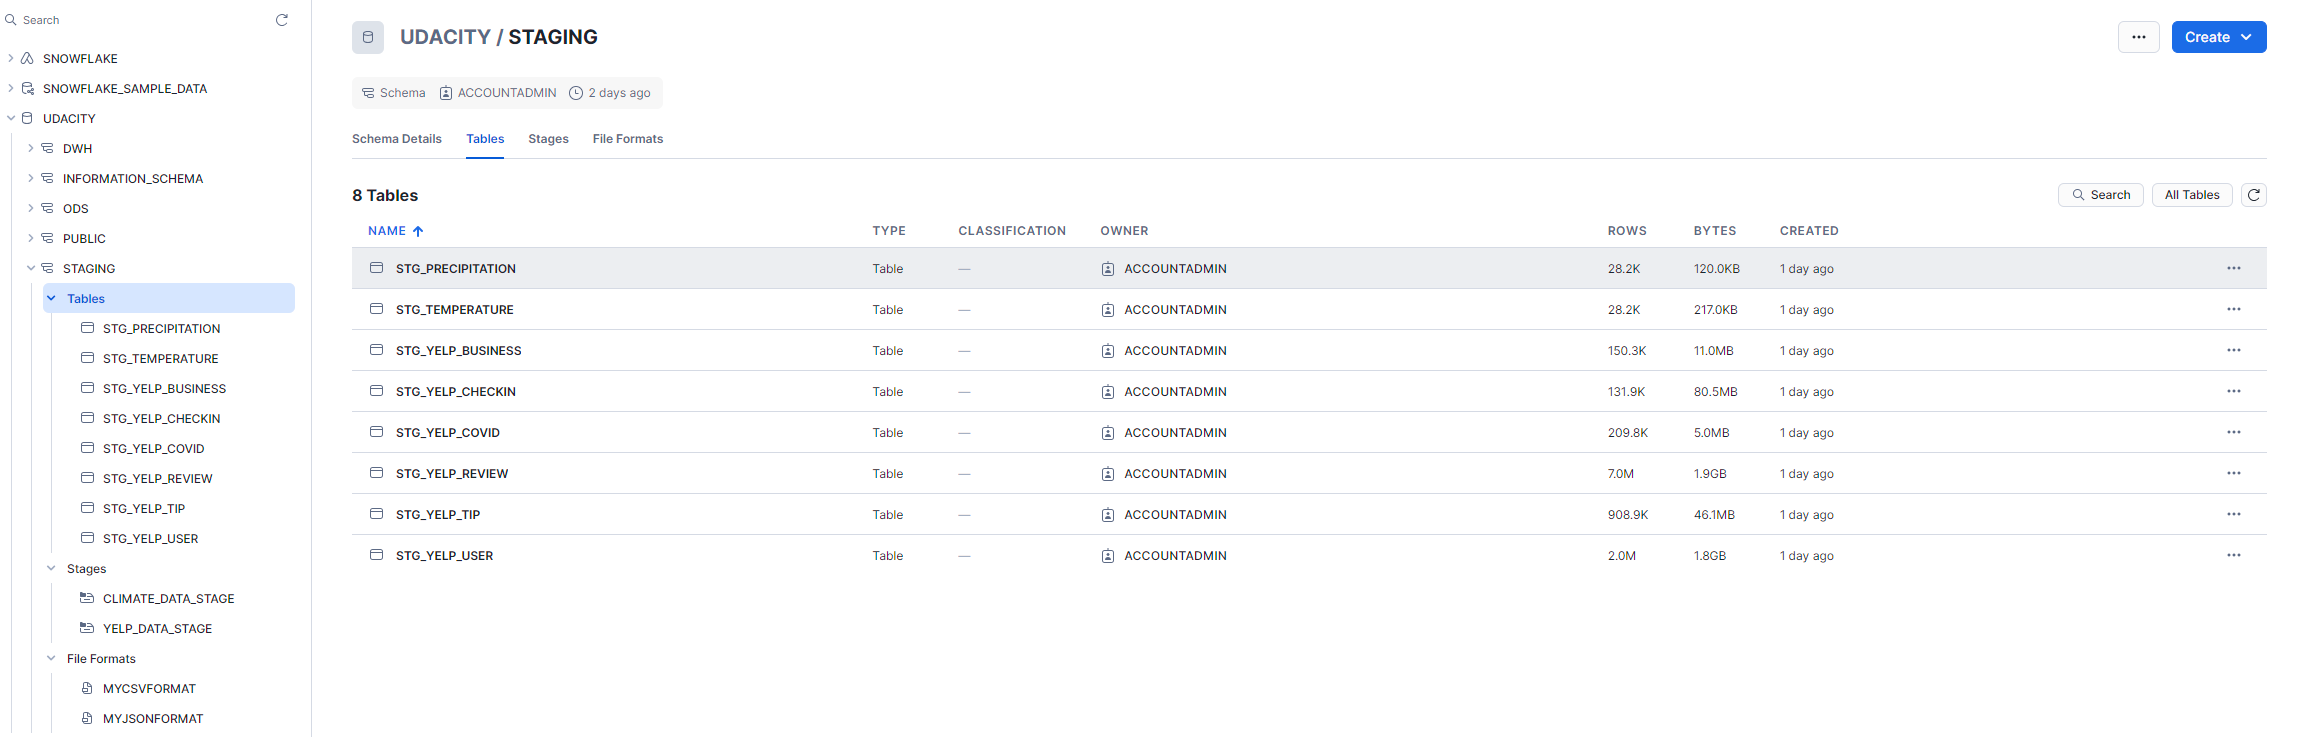 Search
SNOWFLAKE
SNOWFLAKE_SAMPLE_DATA
UDACITY
DWH
INFORMATION_SCHEMA
ODS
PUBLIC
STAGING
Tables
STG_PRECIPITATION
STG_TEMPERATURE
STG_YELP_BUSINESS
STG_YELP_CHECKIN
STG_YELP_COVID
STG_YELP_REVIEW
STG_YELP_TIP
STG_YELP_USER
Stages
CLIMATE_DATA_STAGE
YELP_DATA_STAGE
File Formats
MYCSVFORMAT
MYJSONFORMAT
UDACITY / STAGING
... Create
Schema ACCOUNTADMIN 2 days ago
Schema Details Tables Stages File Formats
8 Tables Search All Tables
NAME TYPE CLASSIFICATION OWNER ROWS BYTES CREATED
STG_PRECIPITATION Table — ACCOUNTADMIN 28.2K 120.0KB 1 day ago ...
STG_TEMPERATURE Table — ACCOUNTADMIN 28.2K 217.0KB 1 day ago ...
STG_YELP_BUSINESS Table — ACCOUNTADMIN 150.3K 11.0MB 1 day ago ...
STG_YELP_CHECKIN Table — ACCOUNTADMIN 131.9K 80.5MB 1 day ago ...
STG_YELP_COVID Table — ACCOUNTADMIN 209.8K 5.0MB 1 day ago ...
STG_YELP_REVIEW Table — ACCOUNTADMIN 7.0M 1.9GB 1 day ago ...
STG_YELP_TIP Table — ACCOUNTADMIN 908.9K 46.1MB 1 day ago ...
STG_YELP_USER Table — ACCOUNTADMIN 2.0M 1.8GB 1 day ago ...